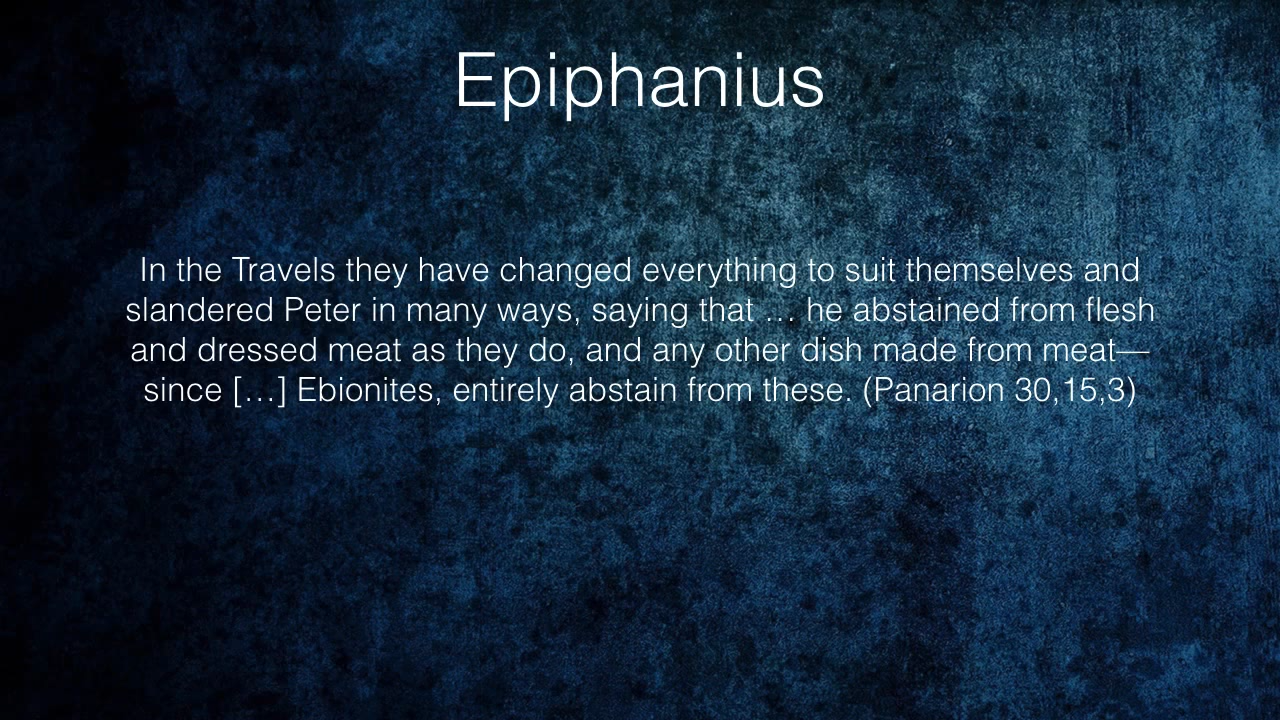 Epiphanius
In the Travels they have changed everything to suit themselves and
slandered Peter in many ways, saying that … he abstained from flesh
and dressed meat as they do, and any other dish made from meat—
since […] Ebionites, entirely abstain from these. (Panarion 30,15,3)